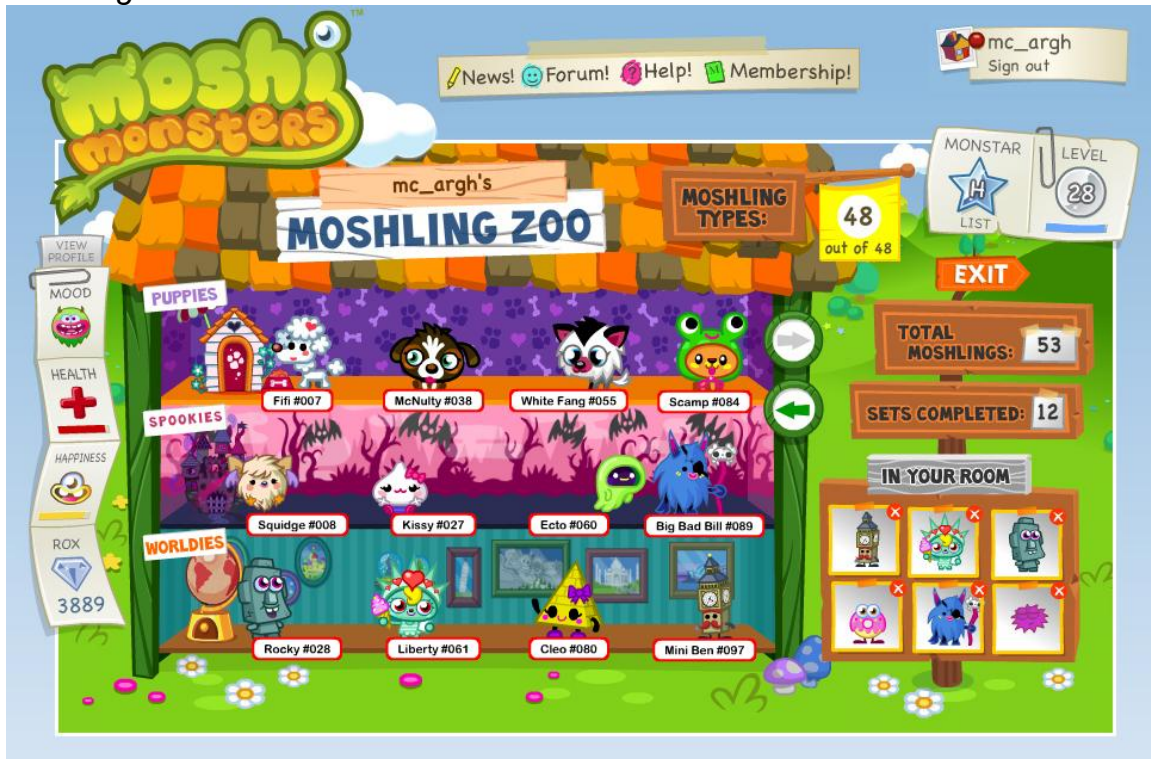 moshi
monsters
TM
News! Forum! Help! M Membership!
mc_argh
Sign out
mc_argh's
MOSHLING ZOO
MOSHLING
TYPES:
48
out of 48
MONSTAR
H
LIST
LEVEL
28
VIEW
PROFILE
MOOD
HEALTH
HAPPINESS
ROX
3889
EXIT
TOTAL
MOSHLINGS: 53
SETS COMPLETED: 12
IN YOUR ROOM
PUPPIES
Fifi #007
McNulty #038
White Fang #055
Scamp #084
SPOOKIES
Squidge #008
Kissy #027
Ecto #060
Big Bad Bill #089
WORLDIES
Rocky #028
Liberty #061
Cleo #080
Mini Ben #097